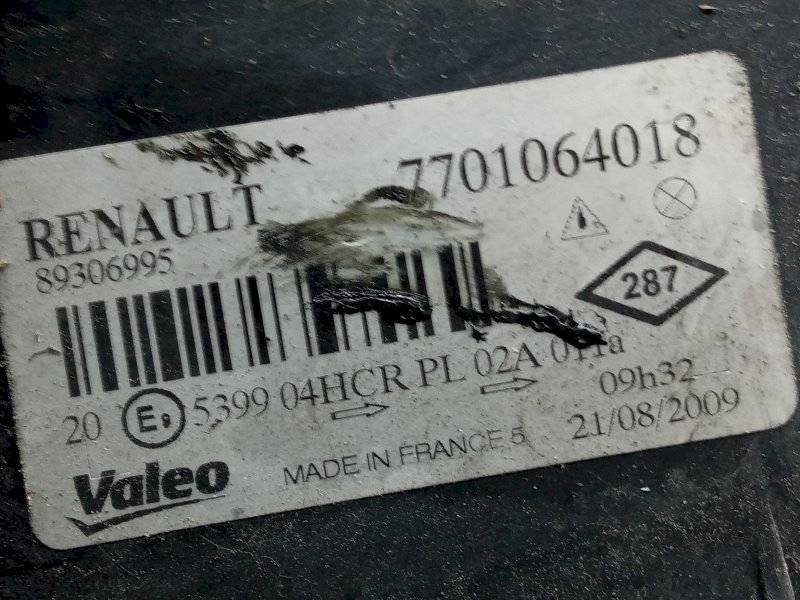 7701064018
RENAULT
89306995
287
20 E9 5399 04HCR PL 02A 011a
09h32
21/08/2009
Valeo
MADE IN FRANCE 5